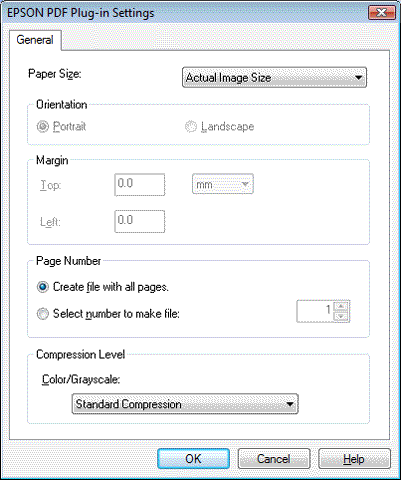 EPSON PDF Plug-in Settings
General
Paper Size: Actual Image Size
Orientation
Portrait Landscape
Margin
Top: 0.0 mm
Left: 0.0
Page Number
Create file with all pages.
Select number to make file: 1
Compression Level
Color/Grayscale:
Standard Compression
OK Cancel Help